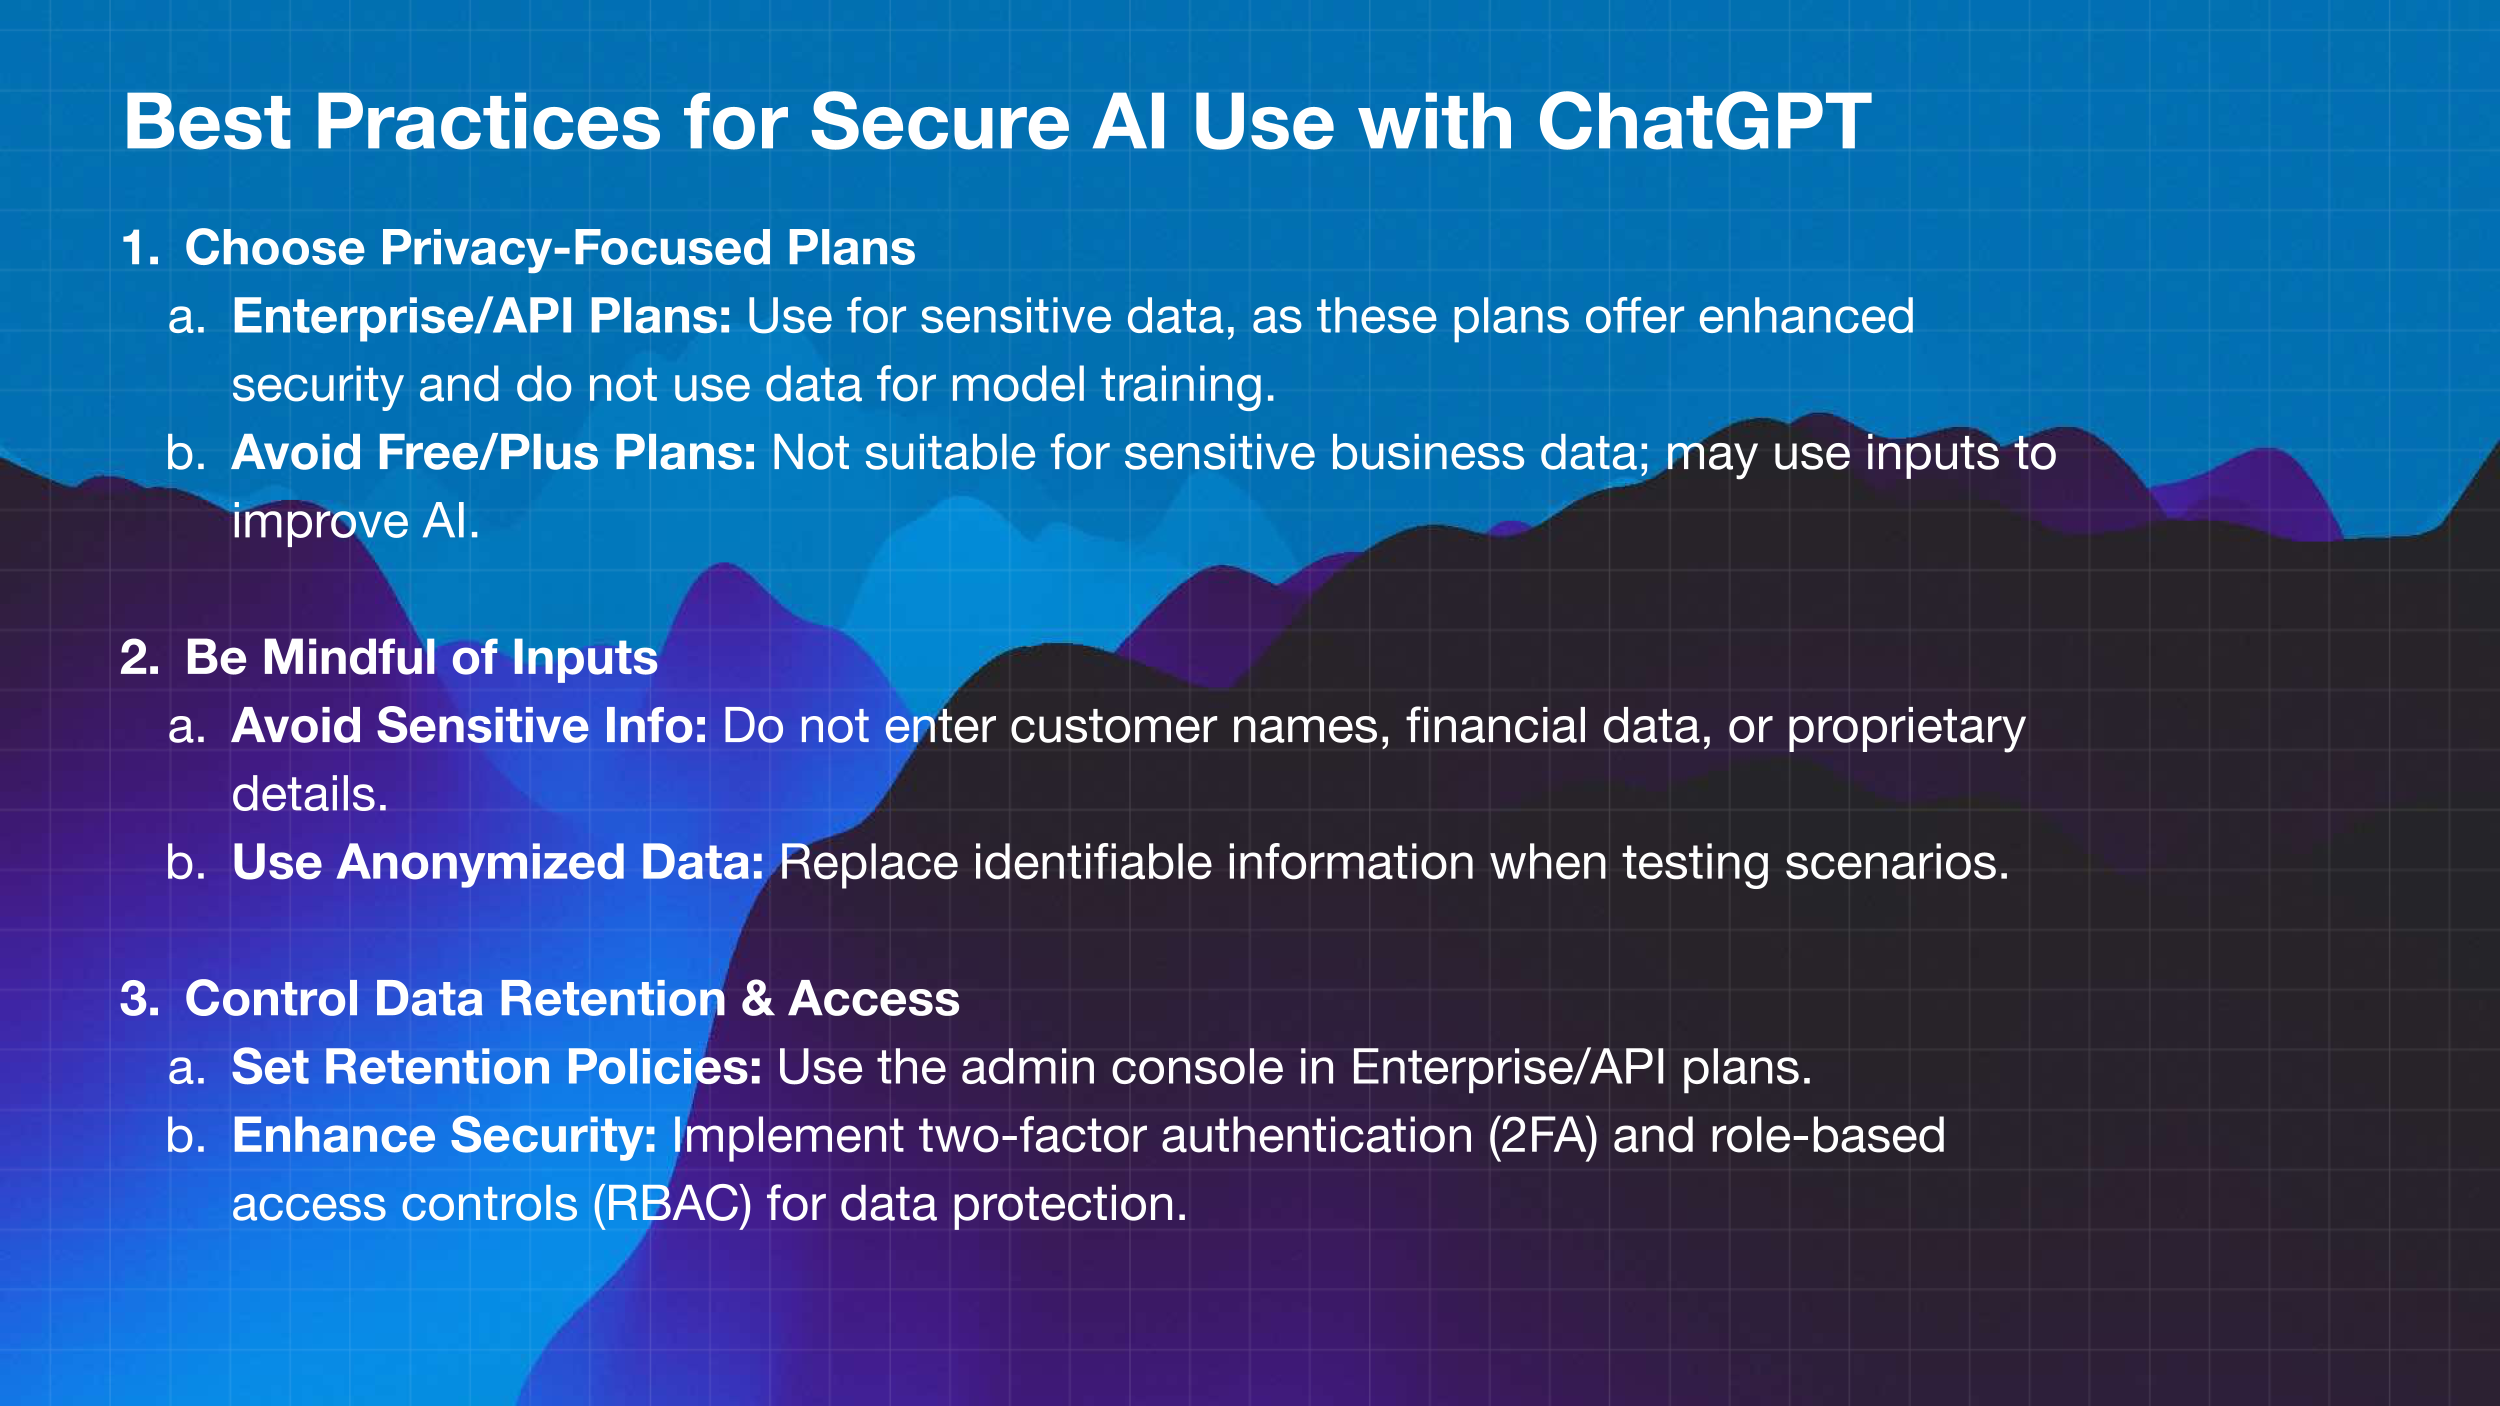 Best Practices for Secure AI Use with ChatGPT
1. Choose Privacy-Focused Plans
a. Enterprise/API Plans: Use for sensitive data, as these plans offer enhanced
security and do not use data for model training.
b. Avoid Free/Plus Plans: Not suitable for sensitive business data; may use inputs to
improve AI.
2. Be Mindful of Inputs
a. Avoid Sensitive Info: Do not enter customer names, financial data, or proprietary
details.
b. Use Anonymized Data: Replace identifiable information when testing scenarios.
3. Control Data Retention & Access
a. Set Retention Policies: Use the admin console in Enterprise/API plans.
b. Enhance Security: Implement two-factor authentication (2FA) and role-based
access controls (RBAC) for data protection.